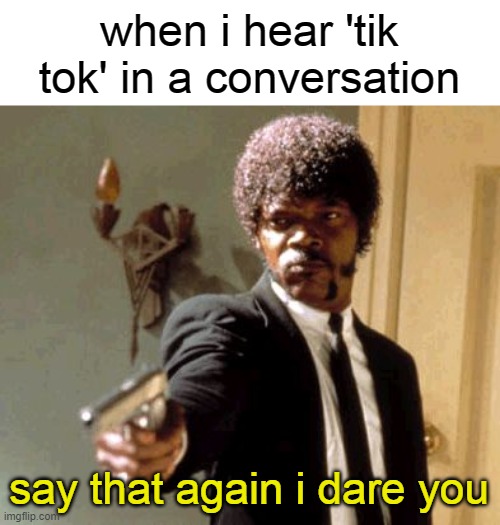 when i hear 'tik
tok' in a conversation
say that again i dare you
imgflip.com